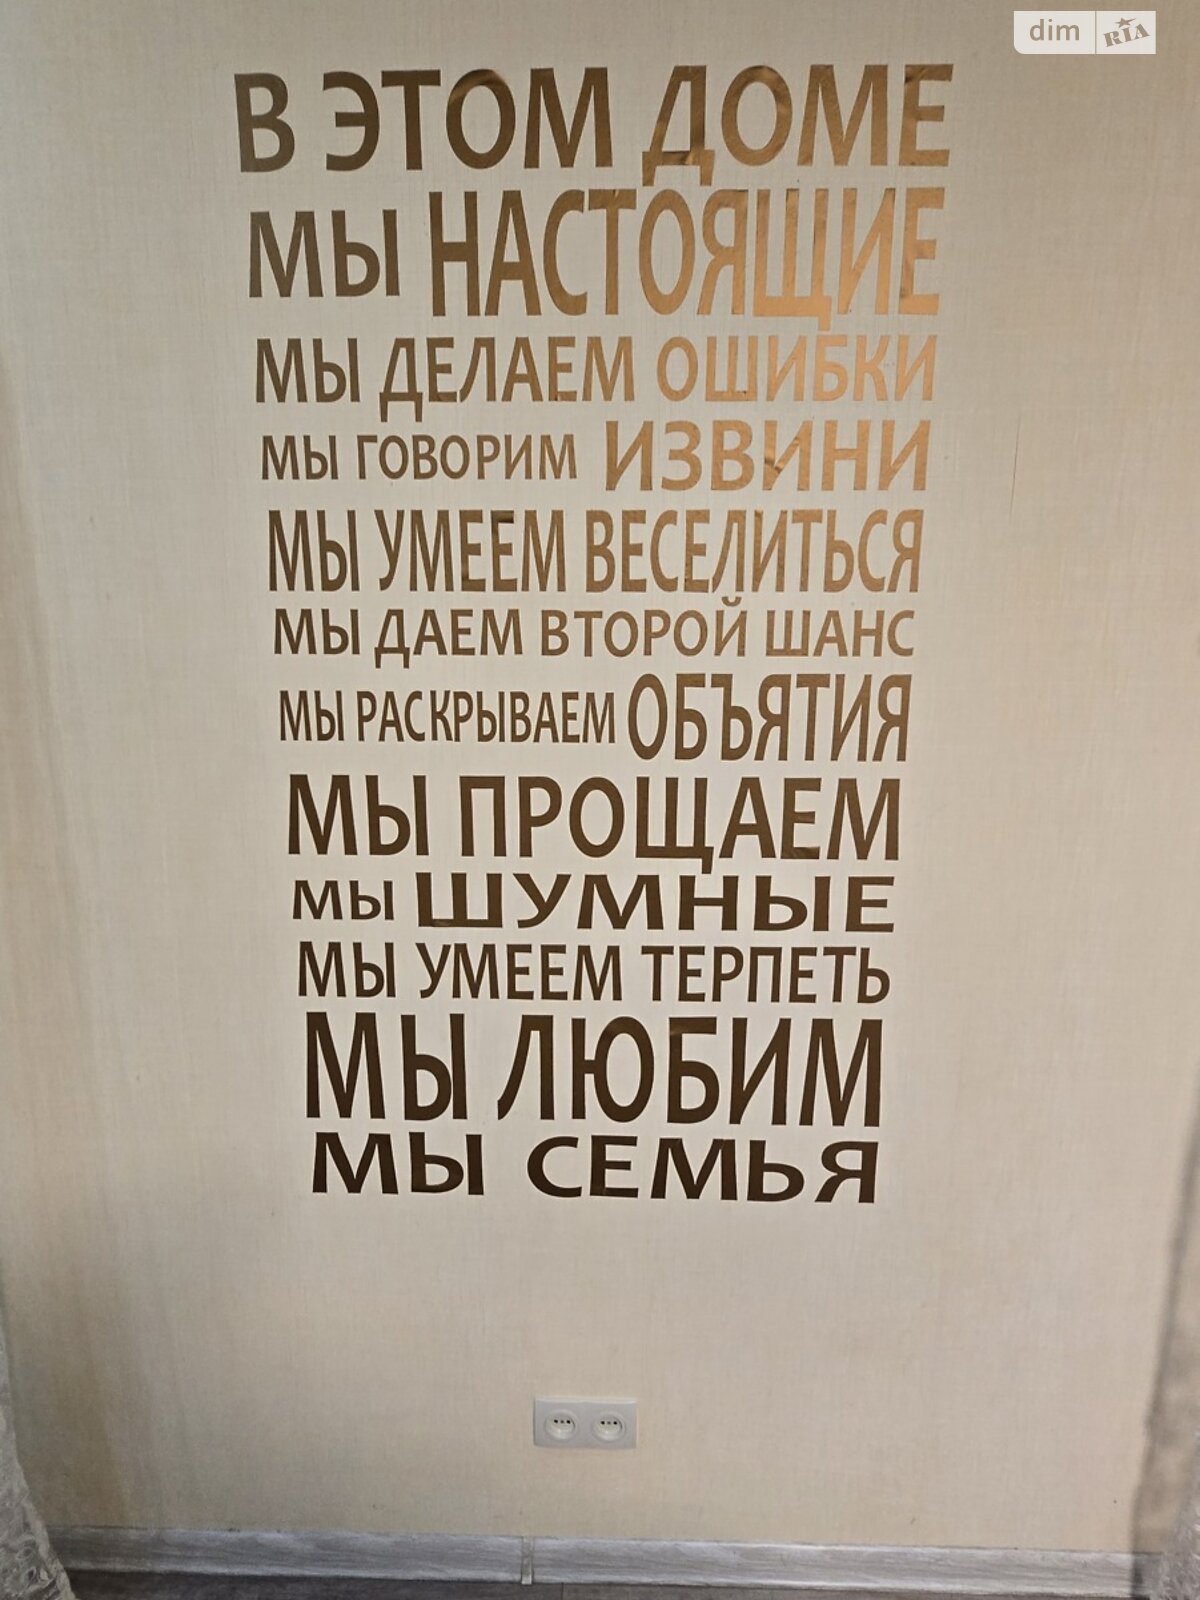 dim RIA
В ЭТОМ ДОМЕ
МЫ НАСТОЯЩИЕ
МЫ ДЕЛАЕМ ОШИБКИ
МЫ ГОВОРИМ ИЗВИНИ
МЫ УМЕЕМ ВЕСЕЛИТЬСЯ
МЫ ДАЕМ ВТОРОЙ ШАНС
МЫ РАСКРЫВАЕМ ОБЪЯТИЯ
МЫ ПРОЩАЕМ
МЫ ШУМНЫЕ
МЫ УМЕЕМ ТЕРПЕТЬ
МЫ ЛЮБИМ
МЫ СЕМЬЯ